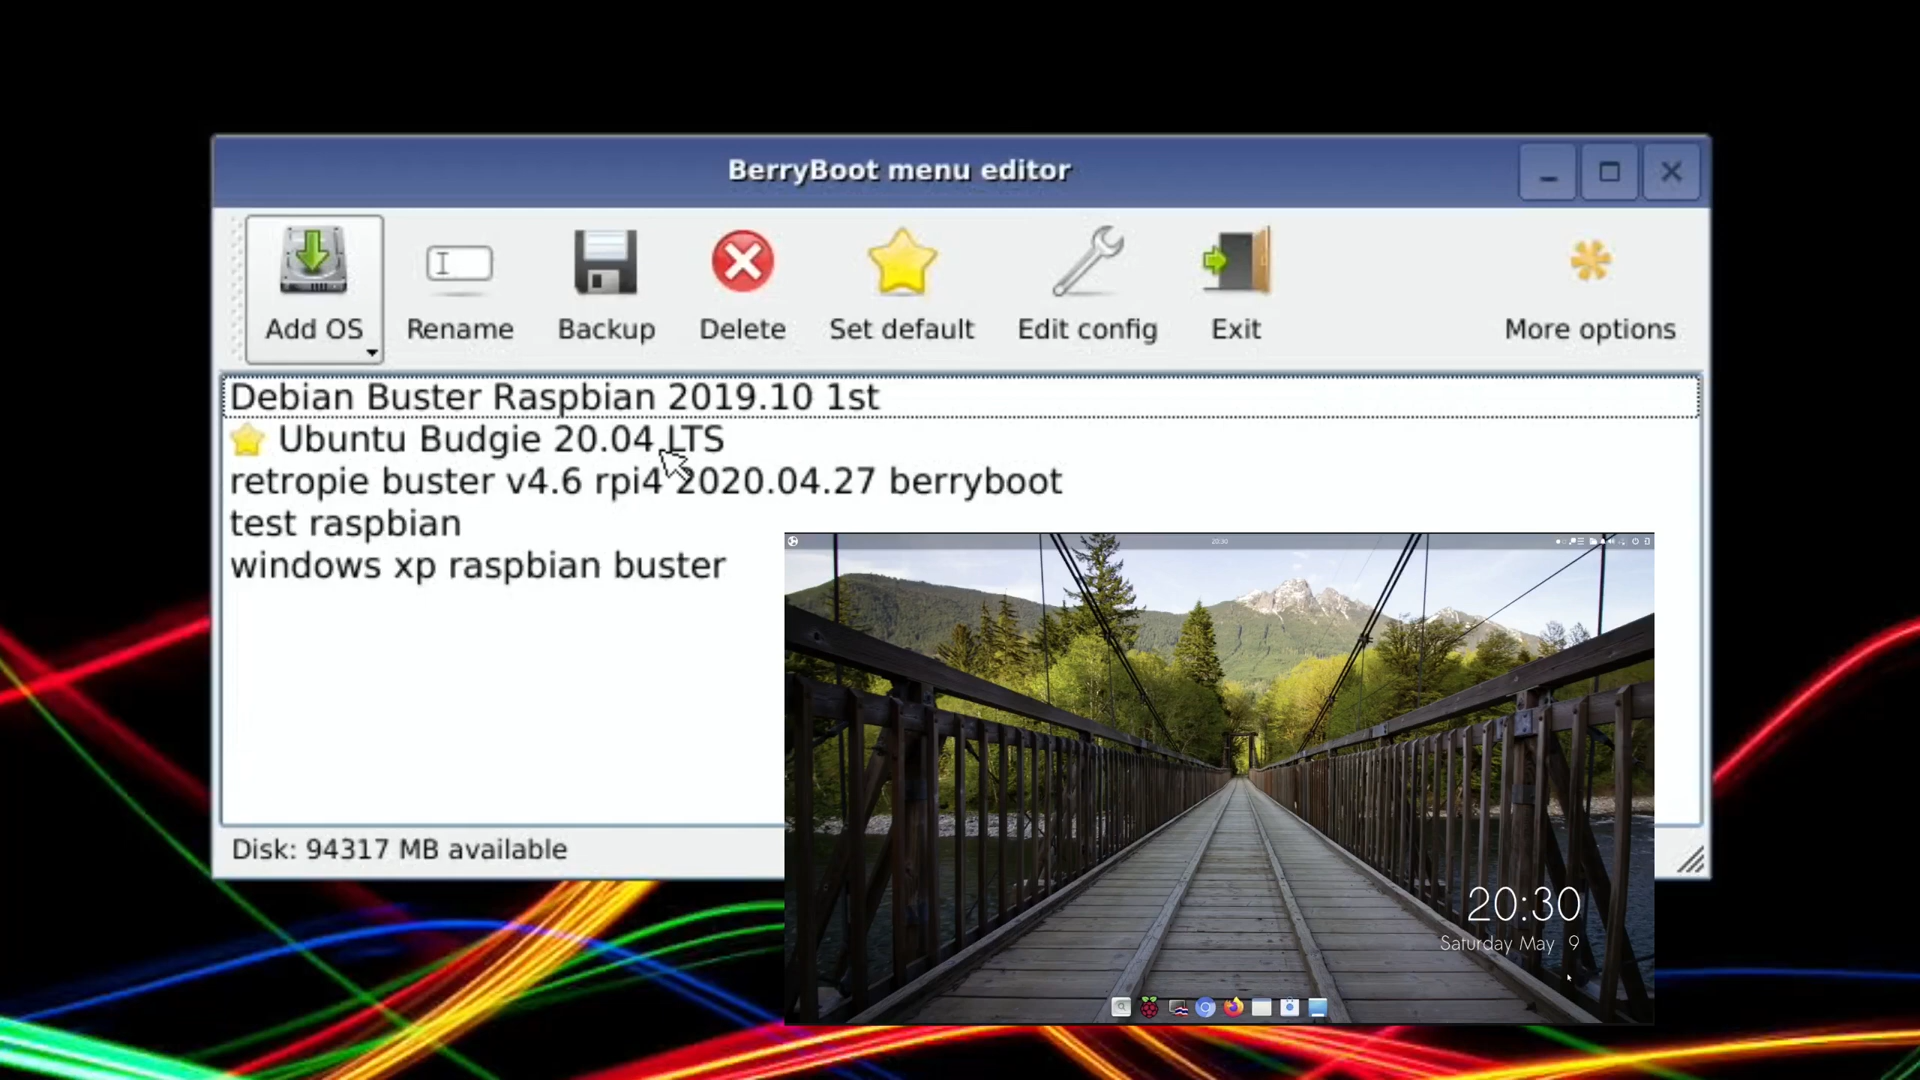 BerryBoot menu editor
Add OS
Rename
Backup
Delete
Set default
Edit config
Exit
More options
Debian Buster Raspbian 2019.10 1st
Ubuntu Budgie 20.04 LTS
retropie buster v4.6 rpi4 2020.04.27 berryboot
test raspbian
windows xp raspbian buster
20:30
Disk: 94317 MB available
20:30
Saturday May 9